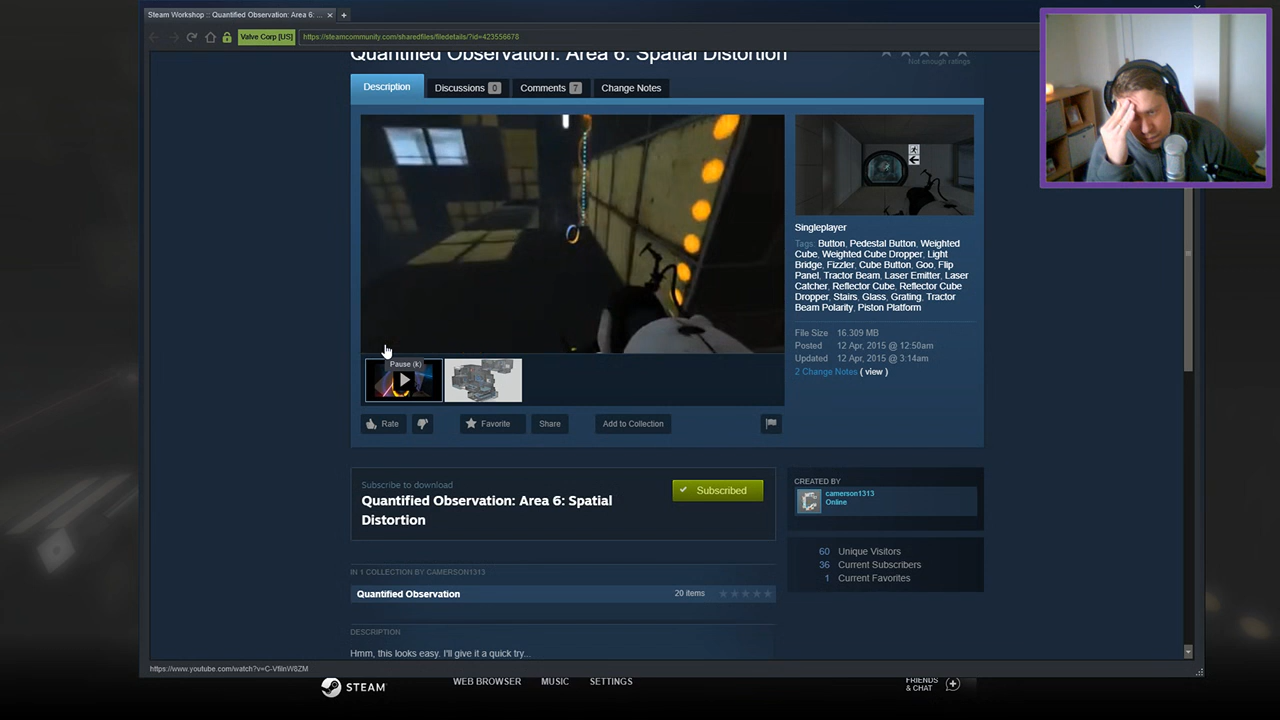 Steam Workshop :: Quantified Observation: Area 6: ...
Valve Corp [US]
https://steamcommunity.com/sharedfiles/filedetails/?id=423556678
Quantified Observation: Area 6: Spatial Distortion
Not enough ratings
Description
Discussions 0
Comments 7
Change Notes
Singleplayer
Tags: Button, Pedestal Button, Weighted
Cube, Weighted Cube Dropper, Light
Bridge, Fizzler, Cube Button, Goo, Flip
Panel, Tractor Beam, Laser Emitter, Laser
Catcher, Reflector Cube, Reflector Cube
Dropper, Stairs, Glass, Grating, Tractor
Beam Polarity, Piston Platform
File Size 16.309 MB
Posted 12 Apr, 2015 @ 12:50am
Updated 12 Apr, 2015 @ 3:14am
2 Change Notes ( view )
Pause (k)
Rate
Favorite
Share
Add to Collection
Subscribe to download
Quantified Observation: Area 6: Spatial
Distortion
Subscribed
CREATED BY
camerson1313
Online
60 Unique Visitors
36 Current Subscribers
1 Current Favorites
IN 1 COLLECTION BY CAMERSON1313
Quantified Observation 20 items
DESCRIPTION
Hmm, this looks easy. I'll give it a quick try...
STEAM
WEB BROWSER
MUSIC
SETTINGS
FRIENDS
& CHAT